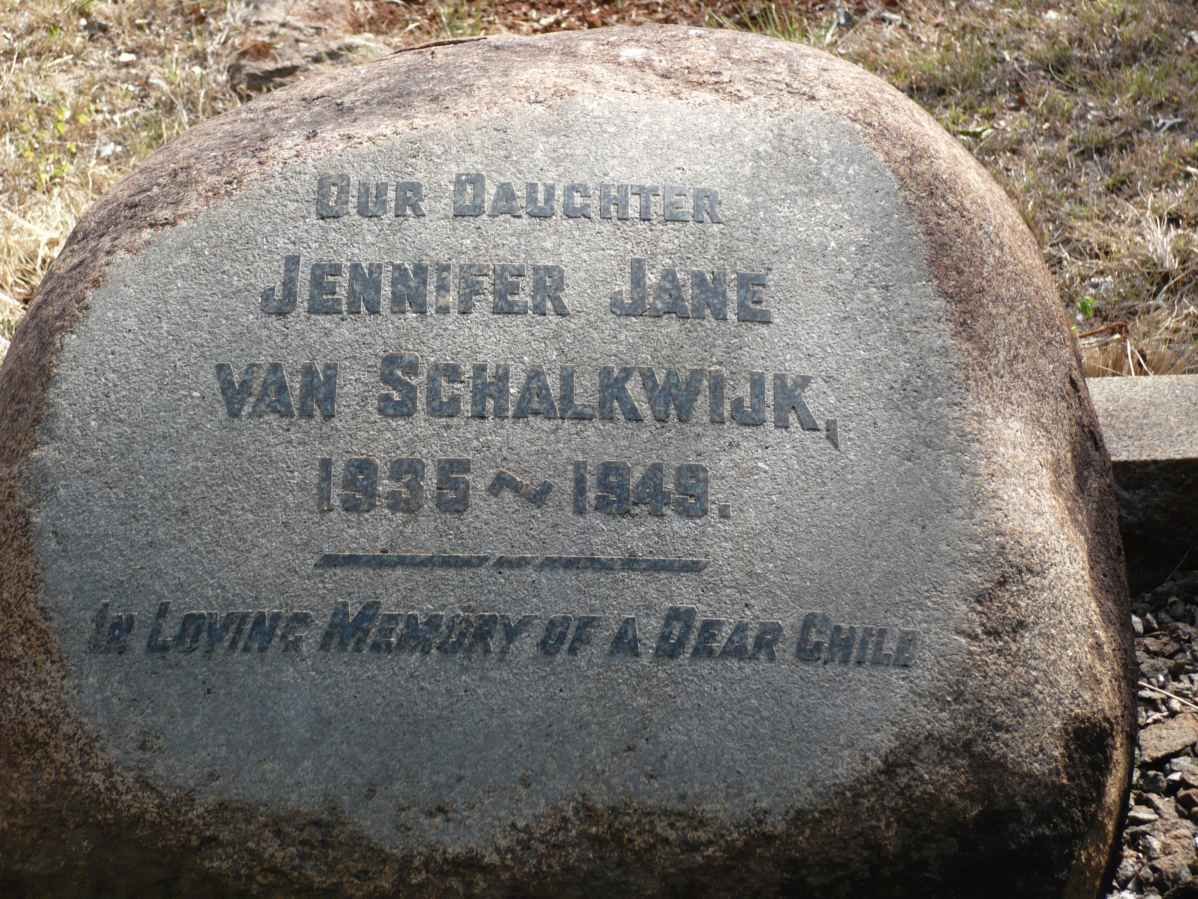 OUR DAUGHTER
JENNIFER JANE
VAN SCHALKWIJK,
1935 ~ 1949.
IN LOVING MEMORY OF A DEAR CHILD